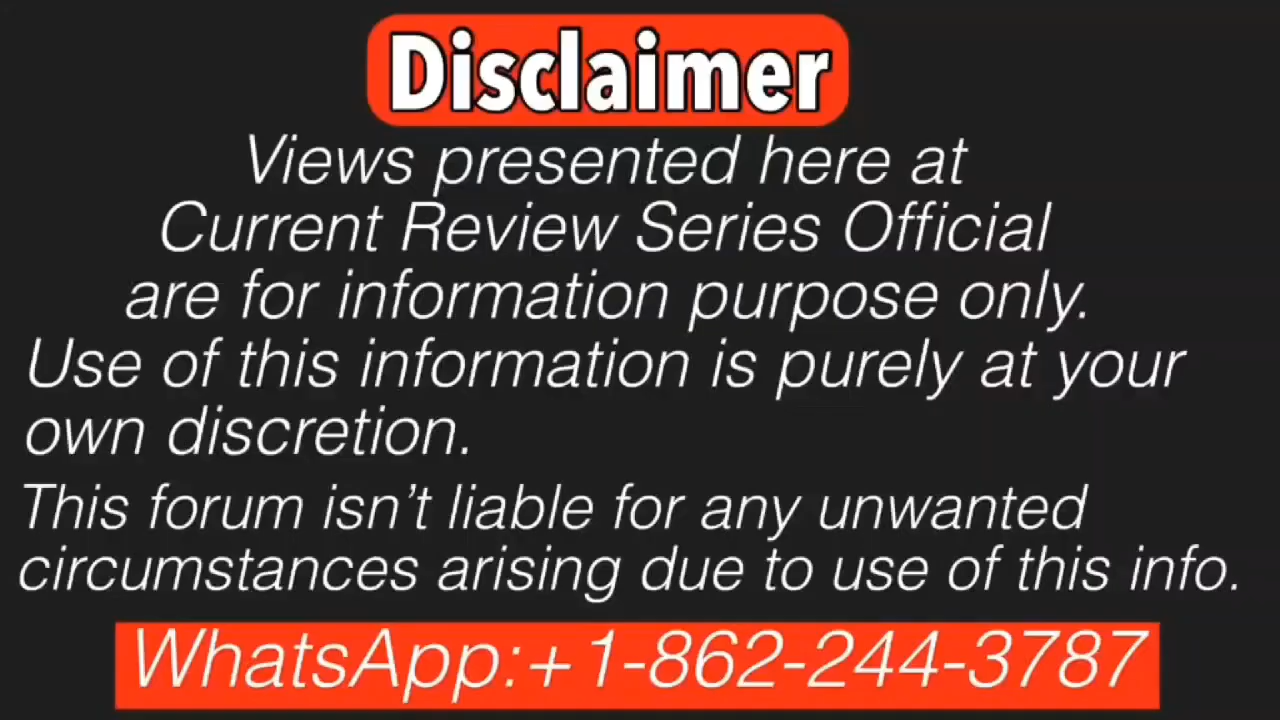 Disclaimer
Views presented here at
Current Review Series Official
are for information purpose only.
Use of this information is purely at your
own discretion.
This forum isn’t liable for any unwanted
circumstances arising due to use of this info.
WhatsApp:+1-862-244-3787